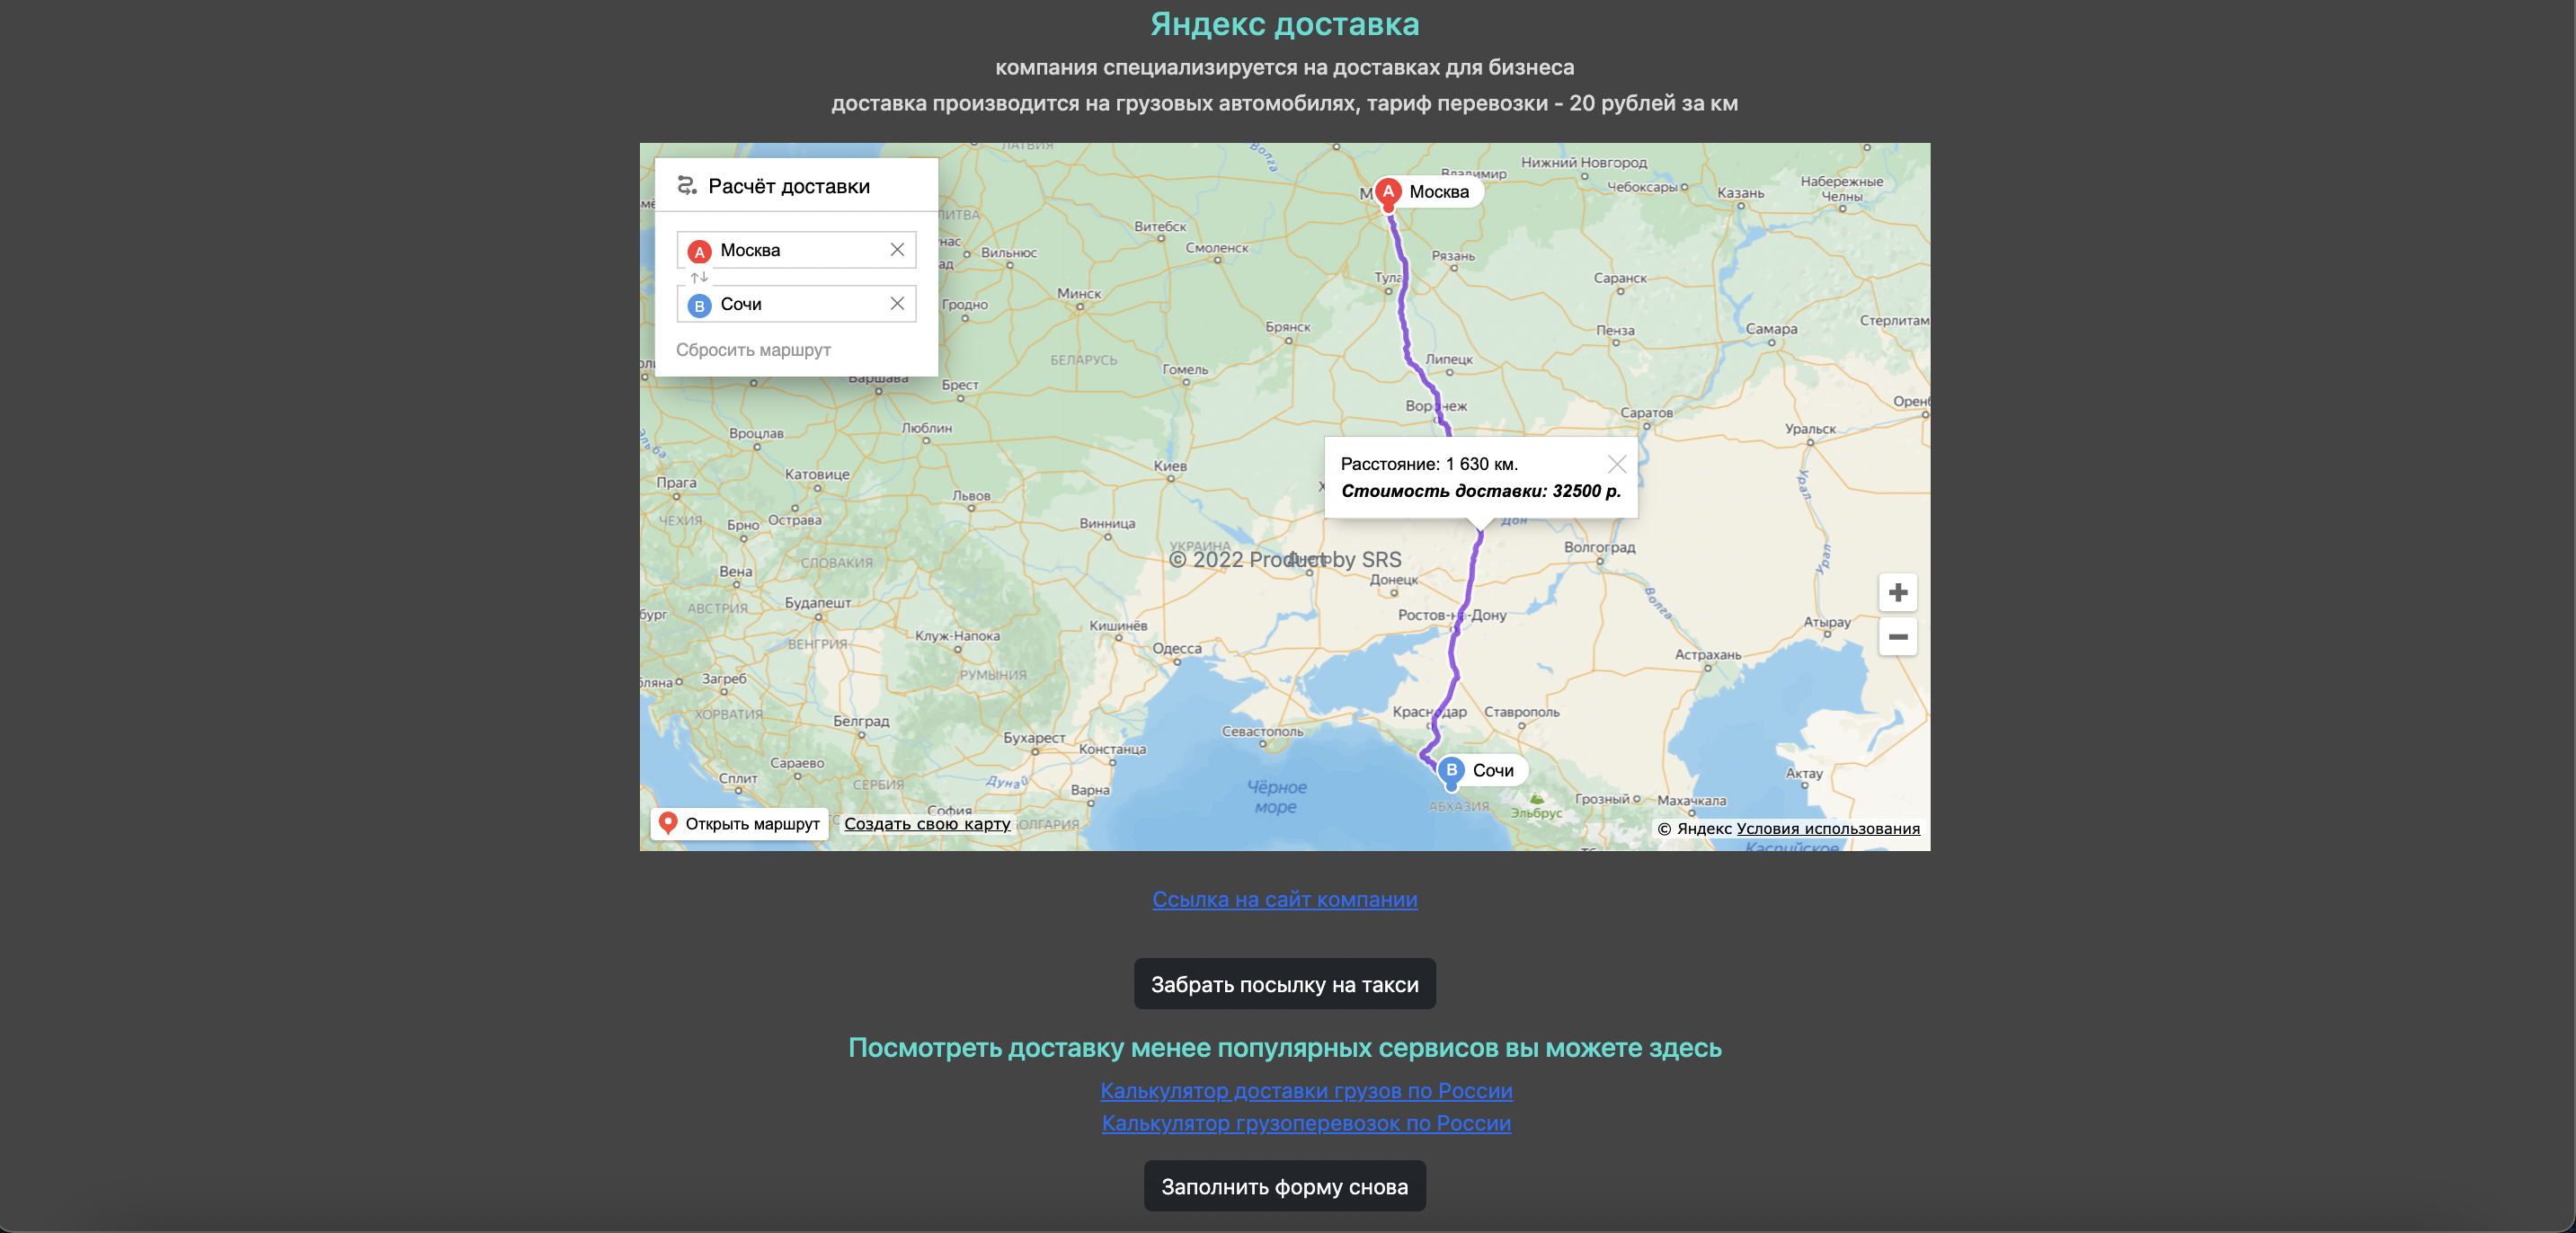 Яндекс доставка
компания специализируется на доставках для бизнеса
доставка производится на грузовых автомобилях, тариф перевозки - 20 рублей за км
Расчёт доставки
A Москва
B Сочи
Сбросить маршрут
ЛАТВИЯ
Волга
Владимир
Нижний Новгород
Чебоксары
Казань
Набережные Челны
A Москва
ЛИТВА
Витебск
Смоленск
Вильнюс
Рязань
Тула
Саранск
Гродно
Минск
Брянск
Пенза
Самара
Стерлитам
БЕЛАРУСЬ
Гомель
Липецк
Варшава
Брест
Воронеж
Саратов
Оренб
Вроцлав
Люблин
Уральск
Эльба
Катовице
Киев
Прага
Львов
Урал
Расстояние: 1 630 км.
Стоимость доставки: 32500 р.
ЧЕХИЯ
Брно
Острава
Винница
Дон
УКРАИНА
© 2022 Product by SRS
Волгоград
СЛОВАКИЯ
Вена
Донецк
Урал
АВСТРИЯ
Будапешт
Ростов-на-Дону
Волга
Атырау
ВЕНГРИЯ
Клуж-Напока
Кишинёв
Одесса
Астрахань
Загреб
РУМЫНИЯ
ХОРВАТИЯ
Белград
Краснодар
Ставрополь
Бухарест
Констанца
Севастополь
Сараево
Сплит
СЕРБИЯ
Дунай
Варна
Чёрное море
B Сочи
АБХАЗИЯ
Эльбрус
Грозный
Махачкала
Актау
София
Открыть маршрут
Создать свою карту
© Яндекс Условия использования
Каспийское
Ссылка на сайт компании
Забрать посылку на такси
Посмотреть доставку менее популярных сервисов вы можете здесь
Калькулятор доставки грузов по России
Калькулятор грузоперевозок по России
Заполнить форму снова